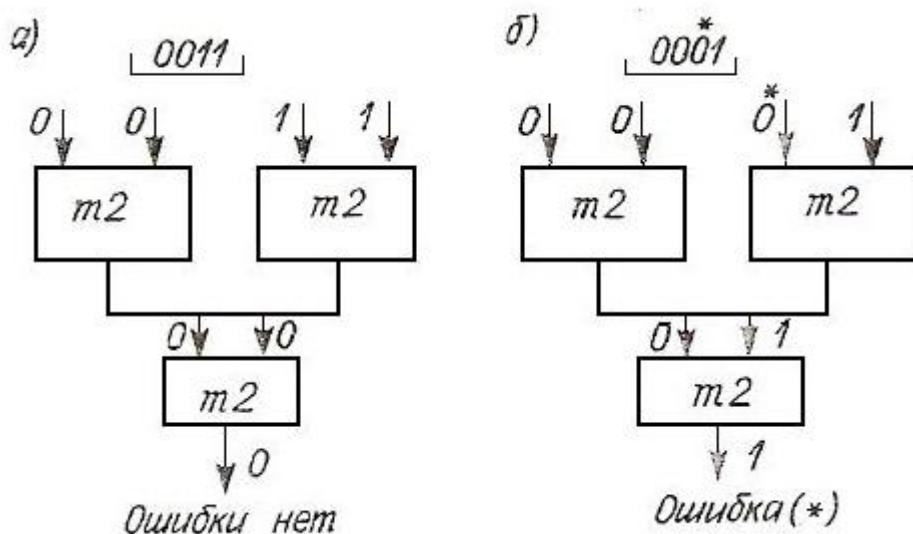 а)
0011
0 0 1 1
m2 m2
0 0
m2
0
Ошибки нет
б)
*
0001
*
0 0 0 1
m2 m2
0 1
m2
1
Ошибка (*)